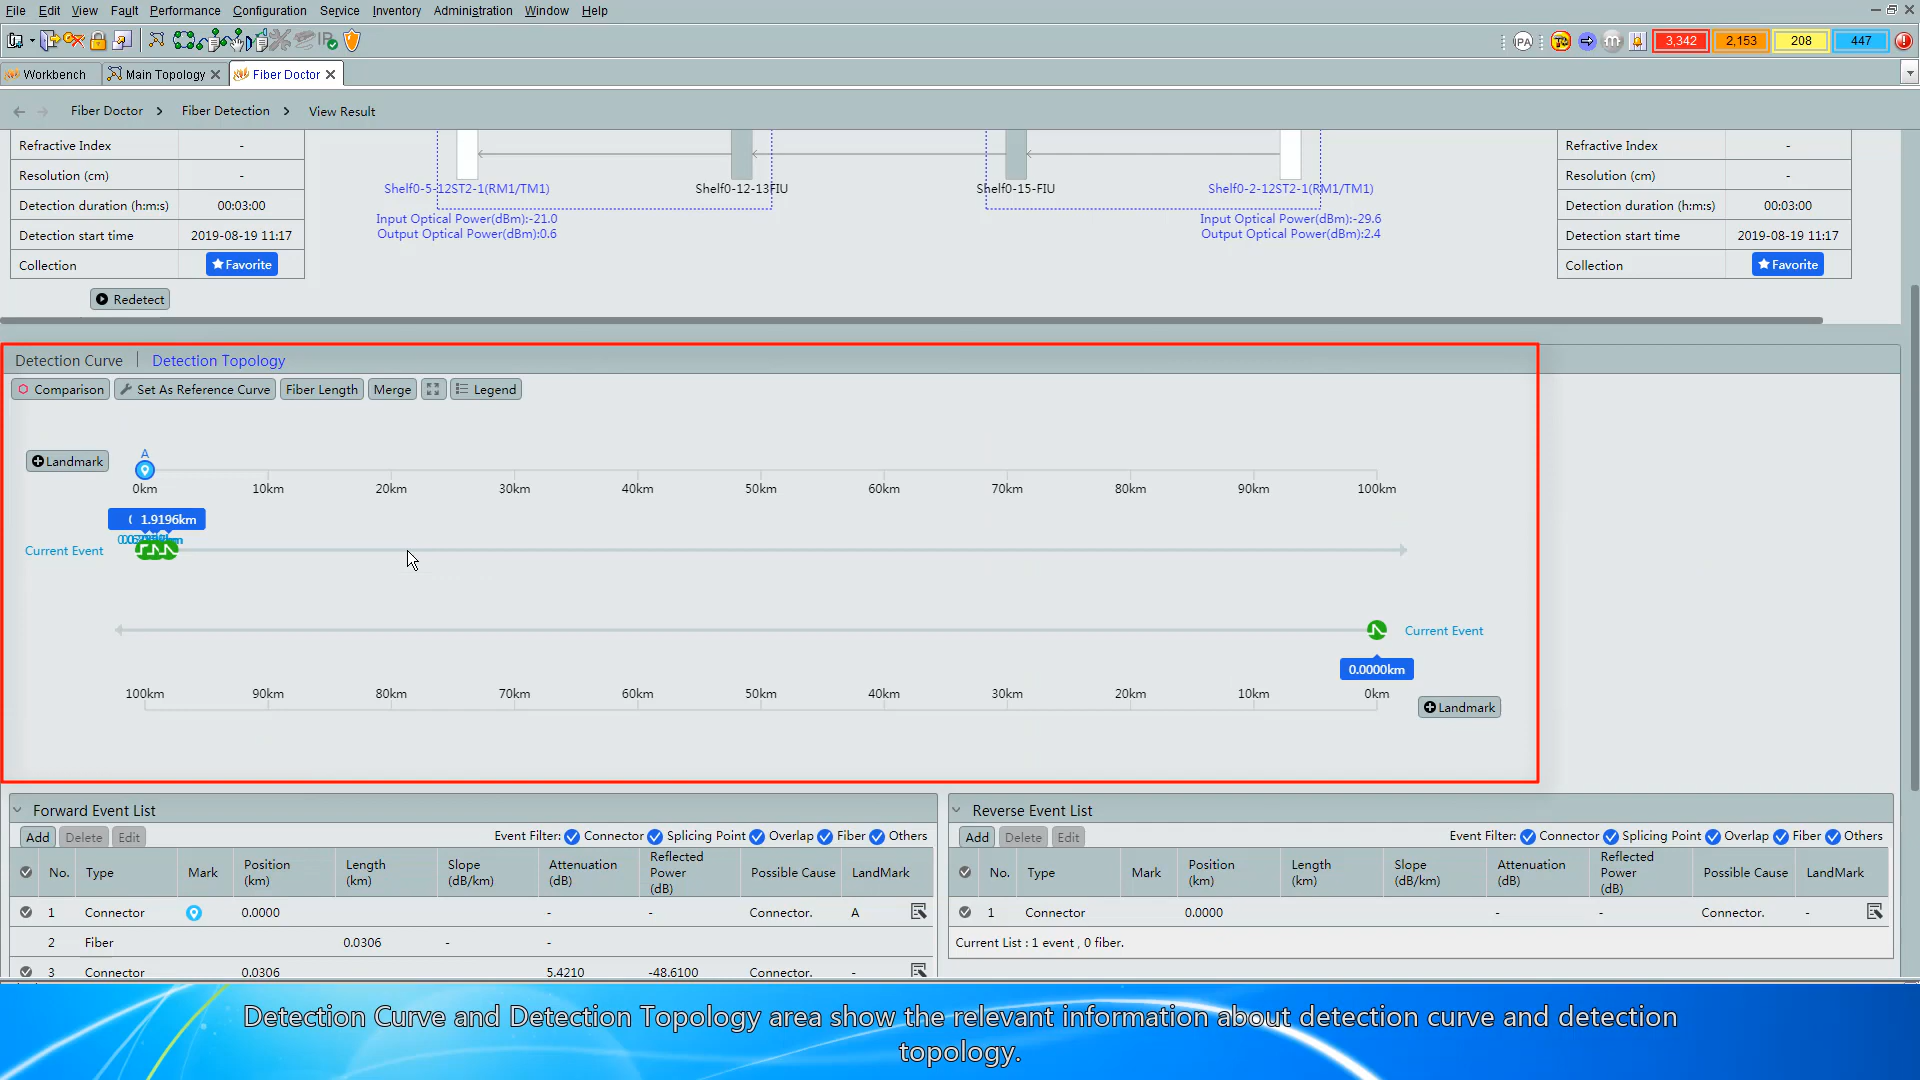 File Edit View Fault Performance Configuration Service Inventory Administration Window Help
PA 3,342 2,153 208 447
Workbench Main Topology Fiber Doctor
Fiber Doctor > Fiber Detection > View Result
Refractive Index -
Resolution (cm) -
Detection duration (h:m:s) 00:03:00
Detection start time 2019-08-19 11:17
Collection Favorite
Redetect
Shelf0-5-12ST2-1(RM1/TM1) Shelf0-12-13FIU Shelf0-15-FIU Shelf0-2-12ST2-1(RM1/TM1)
Input Optical Power(dBm):-21.0
Output Optical Power(dBm):0.6
Input Optical Power(dBm):-29.6
Output Optical Power(dBm):2.4
Refractive Index -
Resolution (cm) -
Detection duration (h:m:s) 00:03:00
Detection start time 2019-08-19 11:17
Collection Favorite
Detection Curve | Detection Topology
Comparison Set As Reference Curve Fiber Length Merge Legend
Landmark A
0km 10km 20km 30km 40km 50km 60km 70km 80km 90km 100km
1.9196km
Current Event
Current Event
0.0000km
100km 90km 80km 70km 60km 50km 40km 30km 20km 10km 0km
Landmark
Forward Event List
Add Delete Edit Event Filter: Connector Splicing Point Overlap Fiber Others
No. Type Mark Position (km) Length (km) Slope (dB/km) Attenuation (dB) Reflected Power (dB) Possible Cause LandMark
1 Connector 0.0000 - - Connector. A
2 Fiber 0.0306 - -
3 Connector 0.0306 5.4210 -48.6100 Connector. -
Reverse Event List
Add Delete Edit Event Filter: Connector Splicing Point Overlap Fiber Others
No. Type Mark Position (km) Length (km) Slope (dB/km) Attenuation (dB) Reflected Power (dB) Possible Cause LandMark
1 Connector 0.0000 - - Connector. -
Current List : 1 event , 0 fiber.
Detection Curve and Detection Topology area show the relevant information about detection curve and detection
topology.